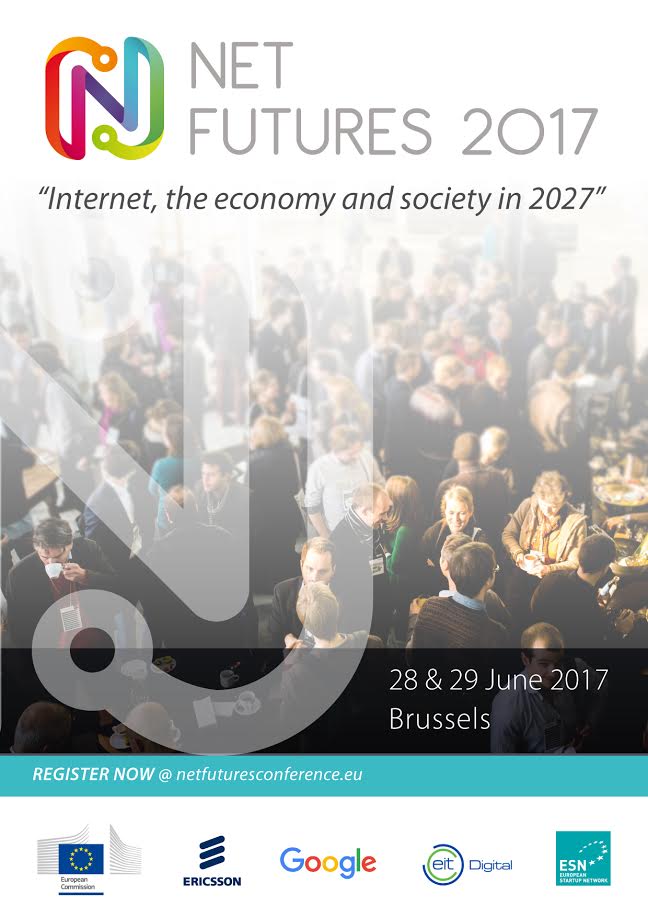 NET
FUTURES 2017
“Internet, the economy and society in 2027”
28 & 29 June 2017
Brussels
REGISTER NOW @ netfuturesconference.eu
European
Commission
ERICSSON
Google
eit Digital
ESN
EUROPEAN
STARTUP NETWORK